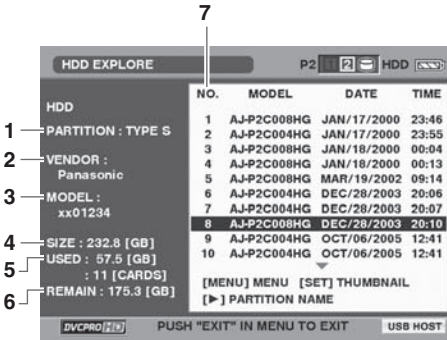 7
HDD EXPLORE P2 1 2 HDD
HDD
1 PARTITION : TYPE S
2 VENDOR :
Panasonic
3 MODEL :
xx01234
4 SIZE : 232.8 [GB]
5 USED : 57.5 [GB]
: 11 [CARDS]
6 REMAIN : 175.3 [GB]
NO. MODEL DATE TIME
1 AJ-P2C008HG JAN/17/2000 23:46
2 AJ-P2C004HG JAN/17/2000 23:55
3 AJ-P2C008HG JAN/18/2000 00:04
4 AJ-P2C008HG JAN/18/2000 00:13
5 AJ-P2C008HG MAR/19/2002 09:14
6 AJ-P2C004HG DEC/28/2003 20:06
7 AJ-P2C004HG DEC/28/2003 20:07
8 AJ-P2C008HG DEC/28/2003 20:10
9 AJ-P2C004HG OCT/06/2005 12:41
10 AJ-P2C004HG OCT/06/2005 12:41
[MENU] MENU [SET] THUMBNAIL
[►] PARTITION NAME
DVCPRO HD PUSH "EXIT" IN MENU TO EXIT USB HOST